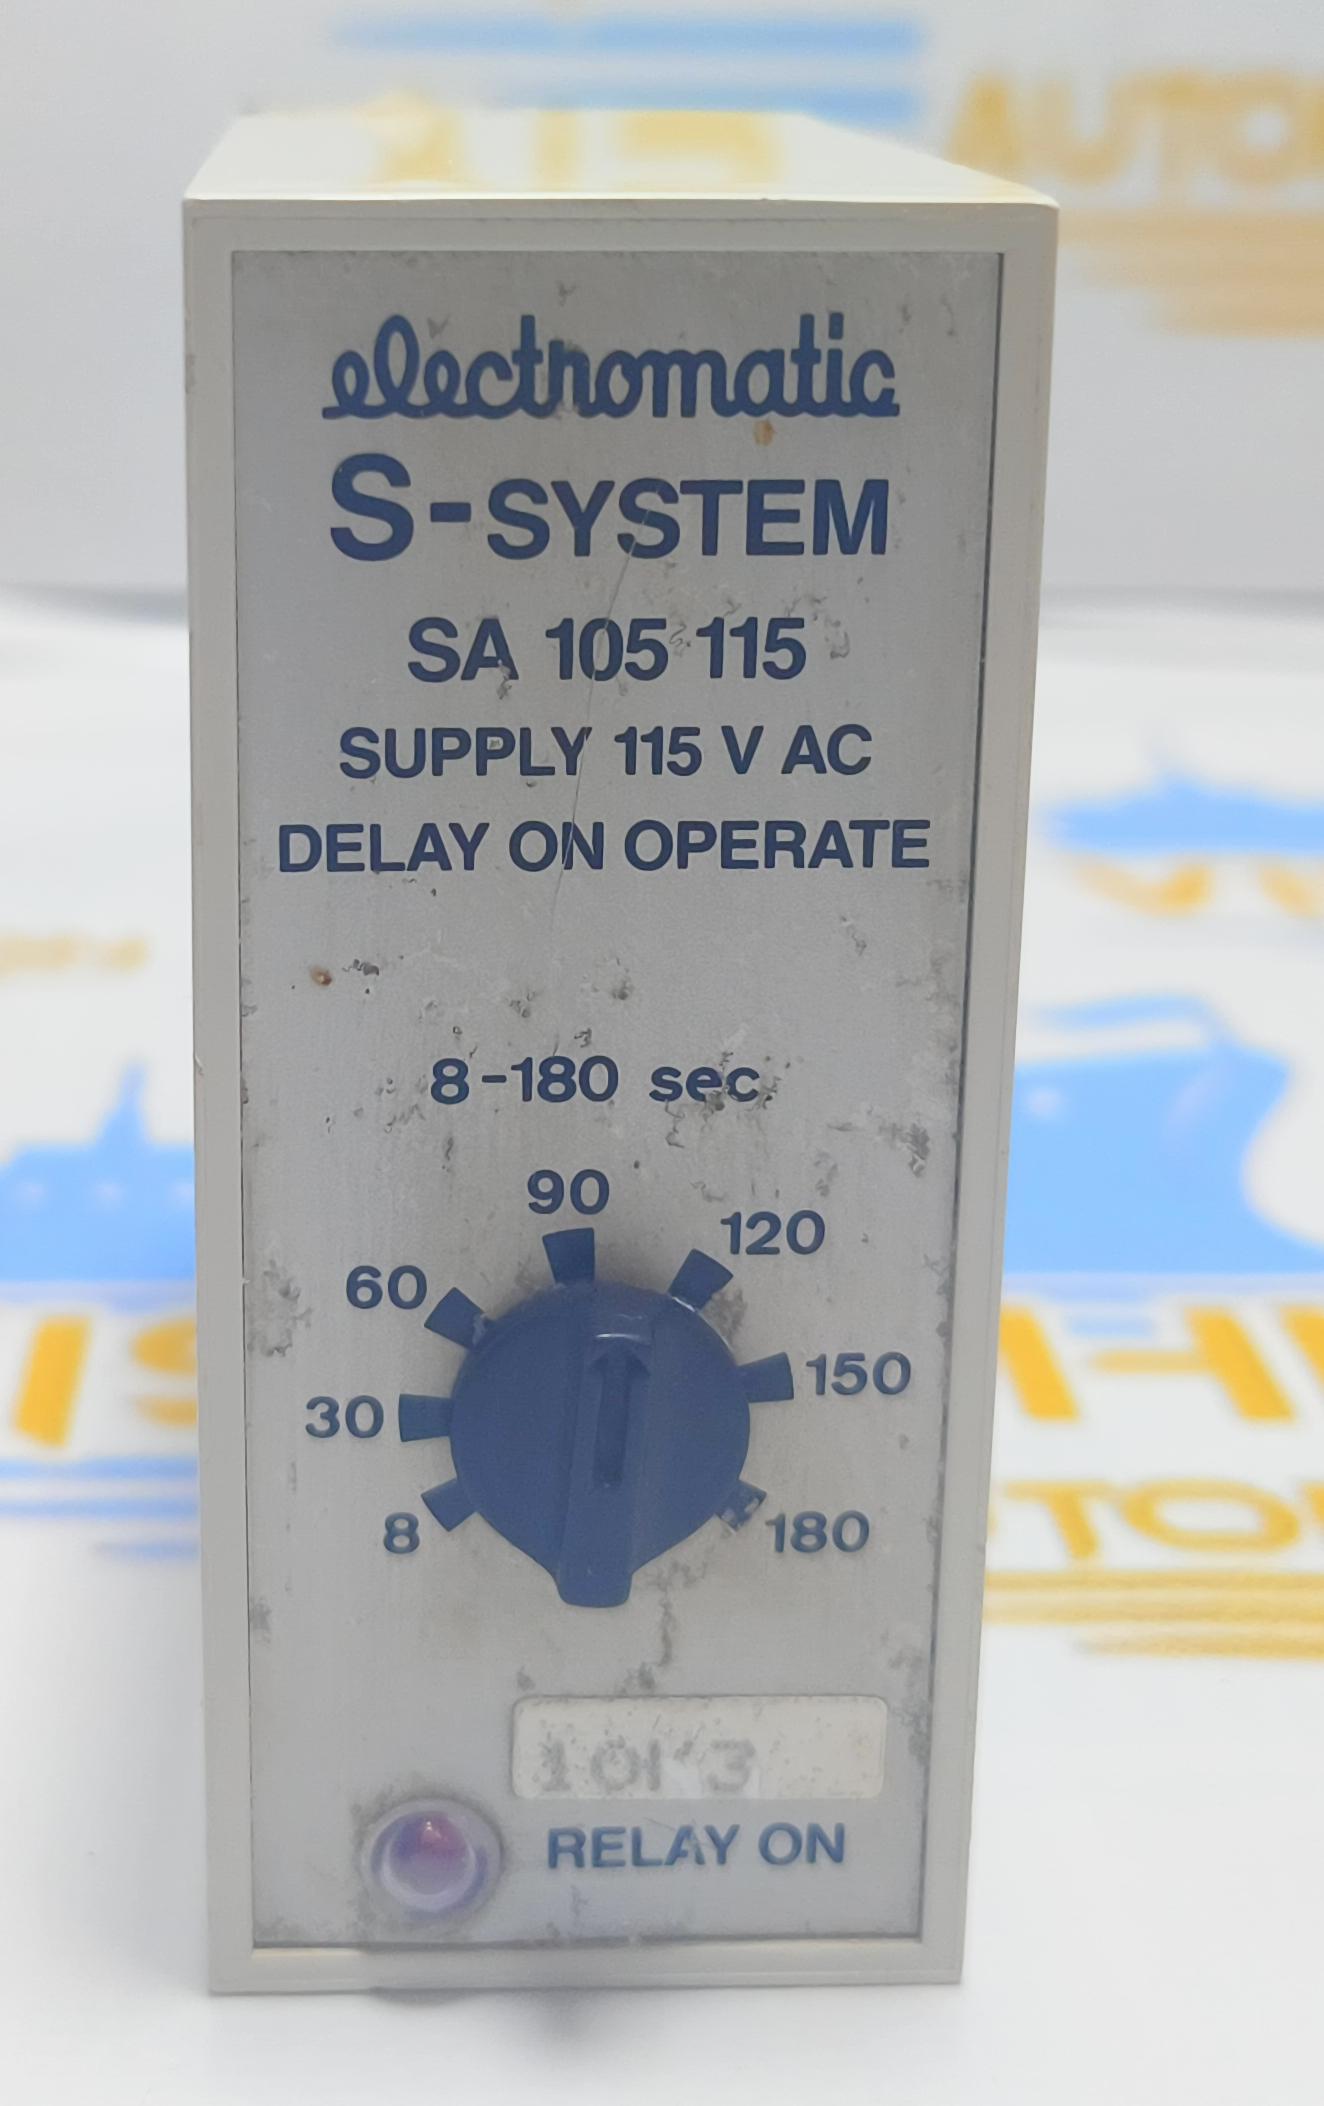 electromatic
S-SYSTEM
SA 105 115
SUPPLY 115 V AC
DELAY ON OPERATE
8-180 sec
90
120
60
150
30
8
180
RELAY ON